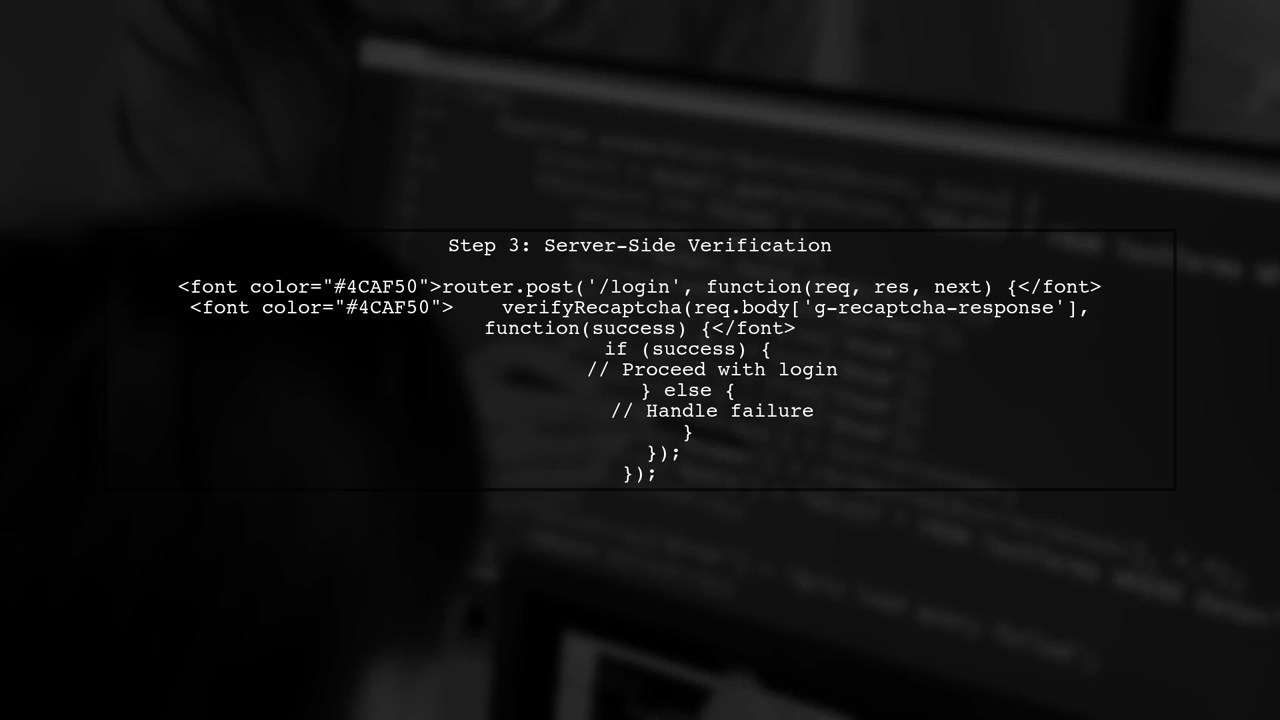 Step 3: Server-Side Verification
<font color="#4CAF50">router.post('/login', function(req, res, next) {</font>
<font color="#4CAF50">    verifyRecaptcha(req.body['g-recaptcha-response'],
function(success) {</font>
if (success) {
// Proceed with login
} else {
// Handle failure
}
});
});